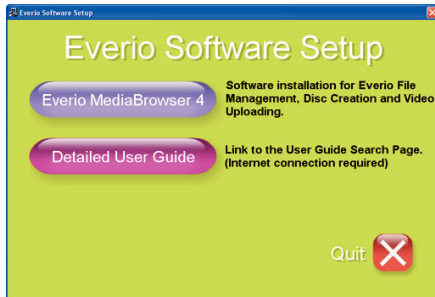 Everio Software Setup
Everio Software Setup
Everio MediaBrowser 4
Software installation for Everio File
Management, Disc Creation and Video
Uploading.
Detailed User Guide
Link to the User Guide Search Page.
(Internet connection required)
Quit